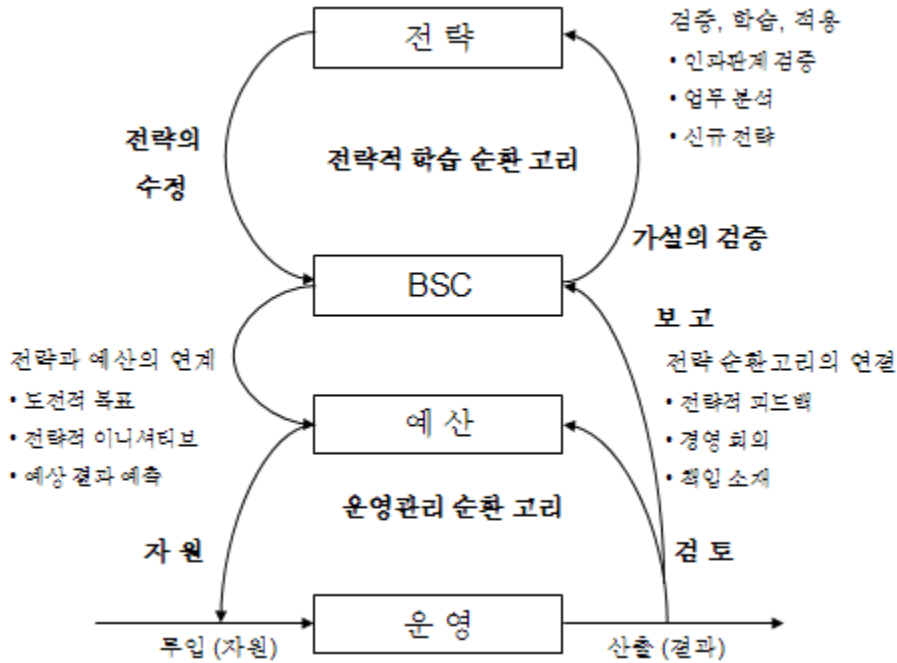 전 략
검증, 학습, 적용
• 인과관계 검증
• 업무 분석
• 신규 전략
전략의
수정
전략적 학습 순환 고리
가설의 검증
BSC
보 고
전략과 예산의 연계
• 도전적 목표
• 전략적 이니셔티브
• 예상 결과 예측
전략 순환고리의 연결
• 전략적 피드백
• 경영 회의
• 책임 소재
예 산
운영관리 순환 고리
자 원
검 토
운 영
투입 (자원)
산출 (결과)